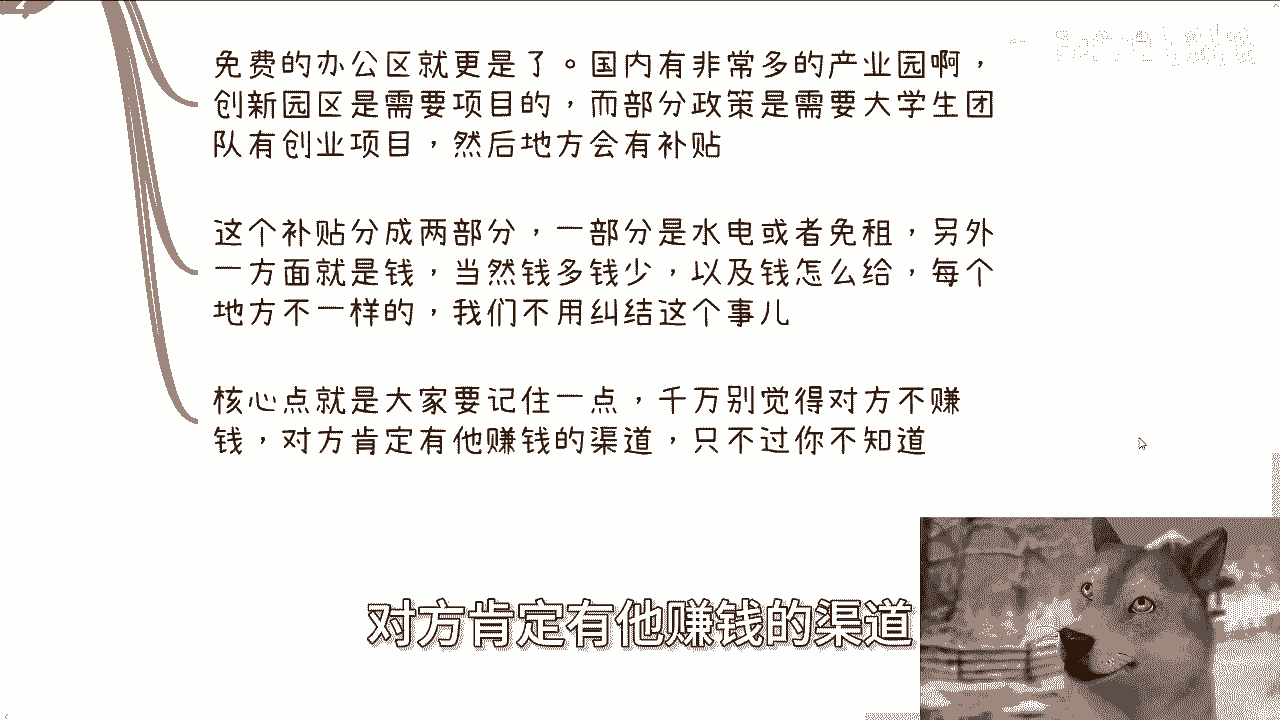 免费的办公区就更是了。国内有非常多的产业园啊，
创新园区是需要项目的，而部分政策是需要大学生团
队有创业项目，然后地方会有补贴
这个补贴分成两部分，一部分是水电或者免租，另外
一方面就是钱，当然钱多钱少，以及钱怎么给，每个
地方不一样的，我们不用纠结这个事儿
核心点就是大家要记住一点，千万别觉得对方不赚
钱，对方肯定有他赚钱的渠道，只不过你不知道
对方肯定有他赚钱的渠道